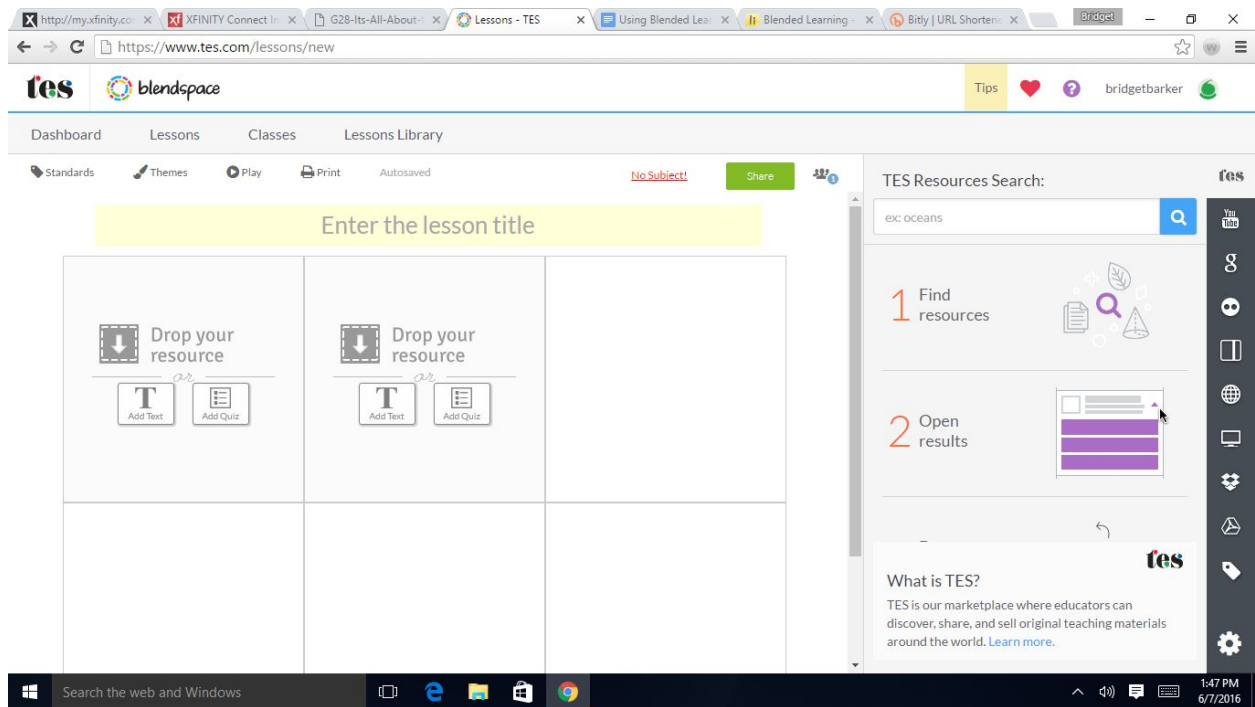 http://my.xfinity.co
XFINITY Connect In
G28-Its-All-About-
Lessons - TES
Using Blended Lear
Blended Learning -
Bitly | URL Shorten
Bridget
https://www.tes.com/lessons/new
tes
blendspace
Tips
bridgetbarker
Dashboard
Lessons
Classes
Lessons Library
Standards
Themes
Play
Print
Autosaved
No Subject!
Share
1
Enter the lesson title
Drop your
resource
or
Add Text
Add Quiz
Drop your
resource
or
Add Text
Add Quiz
TES Resources Search:
ex: oceans
1 Find
resources
2 Open
results
tes
What is TES?
TES is our marketplace where educators can
discover, share, and sell original teaching materials
around the world. Learn more.
tes
You
Tube
g
Search the web and Windows
1:47 PM
6/7/2016